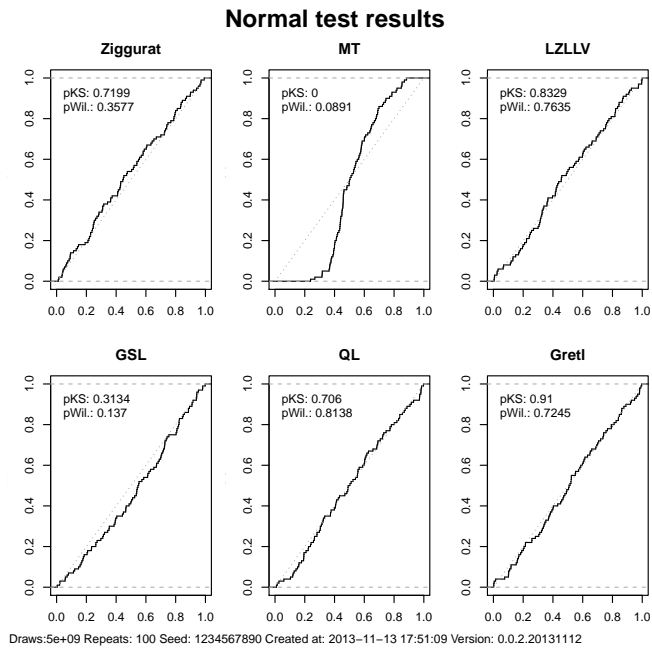 Normal test results
Ziggurat
MT
LZLLV
pKS: 0.7199
pWil.: 0.3577
pKS: 0
pWil.: 0.0891
pKS: 0.8329
pWil.: 0.7635
0.0 0.2 0.4 0.6 0.8 1.0
0.0 0.2 0.4 0.6 0.8 1.0
0.0 0.2 0.4 0.6 0.8 1.0
0.0 0.2 0.4 0.6 0.8 1.0
0.0 0.2 0.4 0.6 0.8 1.0
0.0 0.2 0.4 0.6 0.8 1.0
GSL
QL
Gretl
pKS: 0.3134
pWil.: 0.137
pKS: 0.706
pWil.: 0.8138
pKS: 0.91
pWil.: 0.7245
0.0 0.2 0.4 0.6 0.8 1.0
0.0 0.2 0.4 0.6 0.8 1.0
0.0 0.2 0.4 0.6 0.8 1.0
0.0 0.2 0.4 0.6 0.8 1.0
0.0 0.2 0.4 0.6 0.8 1.0
0.0 0.2 0.4 0.6 0.8 1.0
Draws:5e+09 Repeats: 100 Seed: 1234567890 Created at: 2013−11−13 17:51:09 Version: 0.0.2.20131112